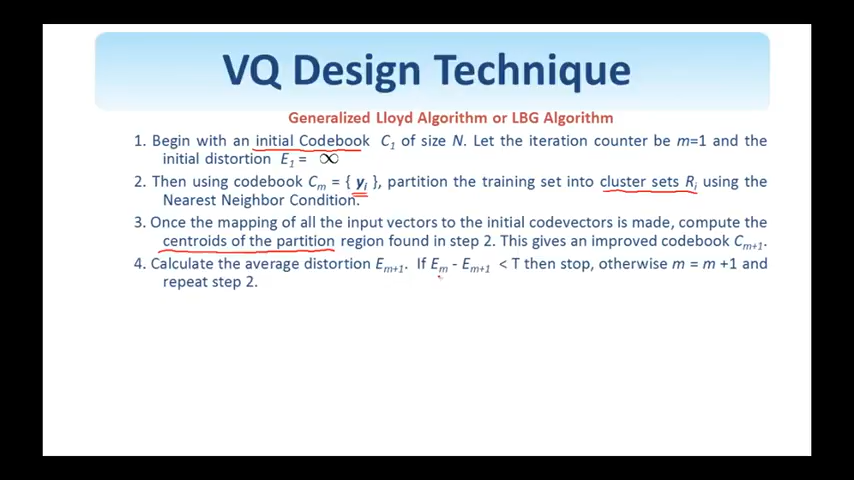 VQ Design Technique
Generalized Lloyd Algorithm or LBG Algorithm
1. Begin with an initial Codebook C1 of size N. Let the iteration counter be m=1 and the
initial distortion E1 = ∞
2. Then using codebook Cm = { yi }, partition the training set into cluster sets Ri using the
Nearest Neighbor Condition.
3. Once the mapping of all the input vectors to the initial codevectors is made, compute the
centroids of the partition region found in step 2. This gives an improved codebook Cm+1.
4. Calculate the average distortion Em+1. If Em - Em+1 < T then stop, otherwise m = m +1 and
repeat step 2.